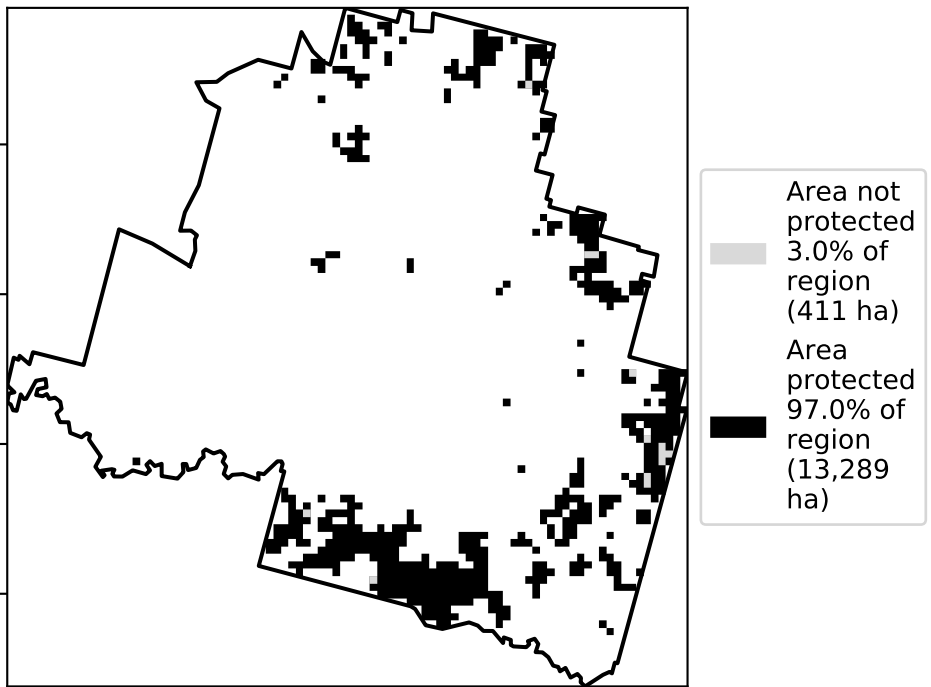 Area not
protected
3.0% of
region
(411 ha)
Area
protected
97.0% of
region
(13,289
ha)